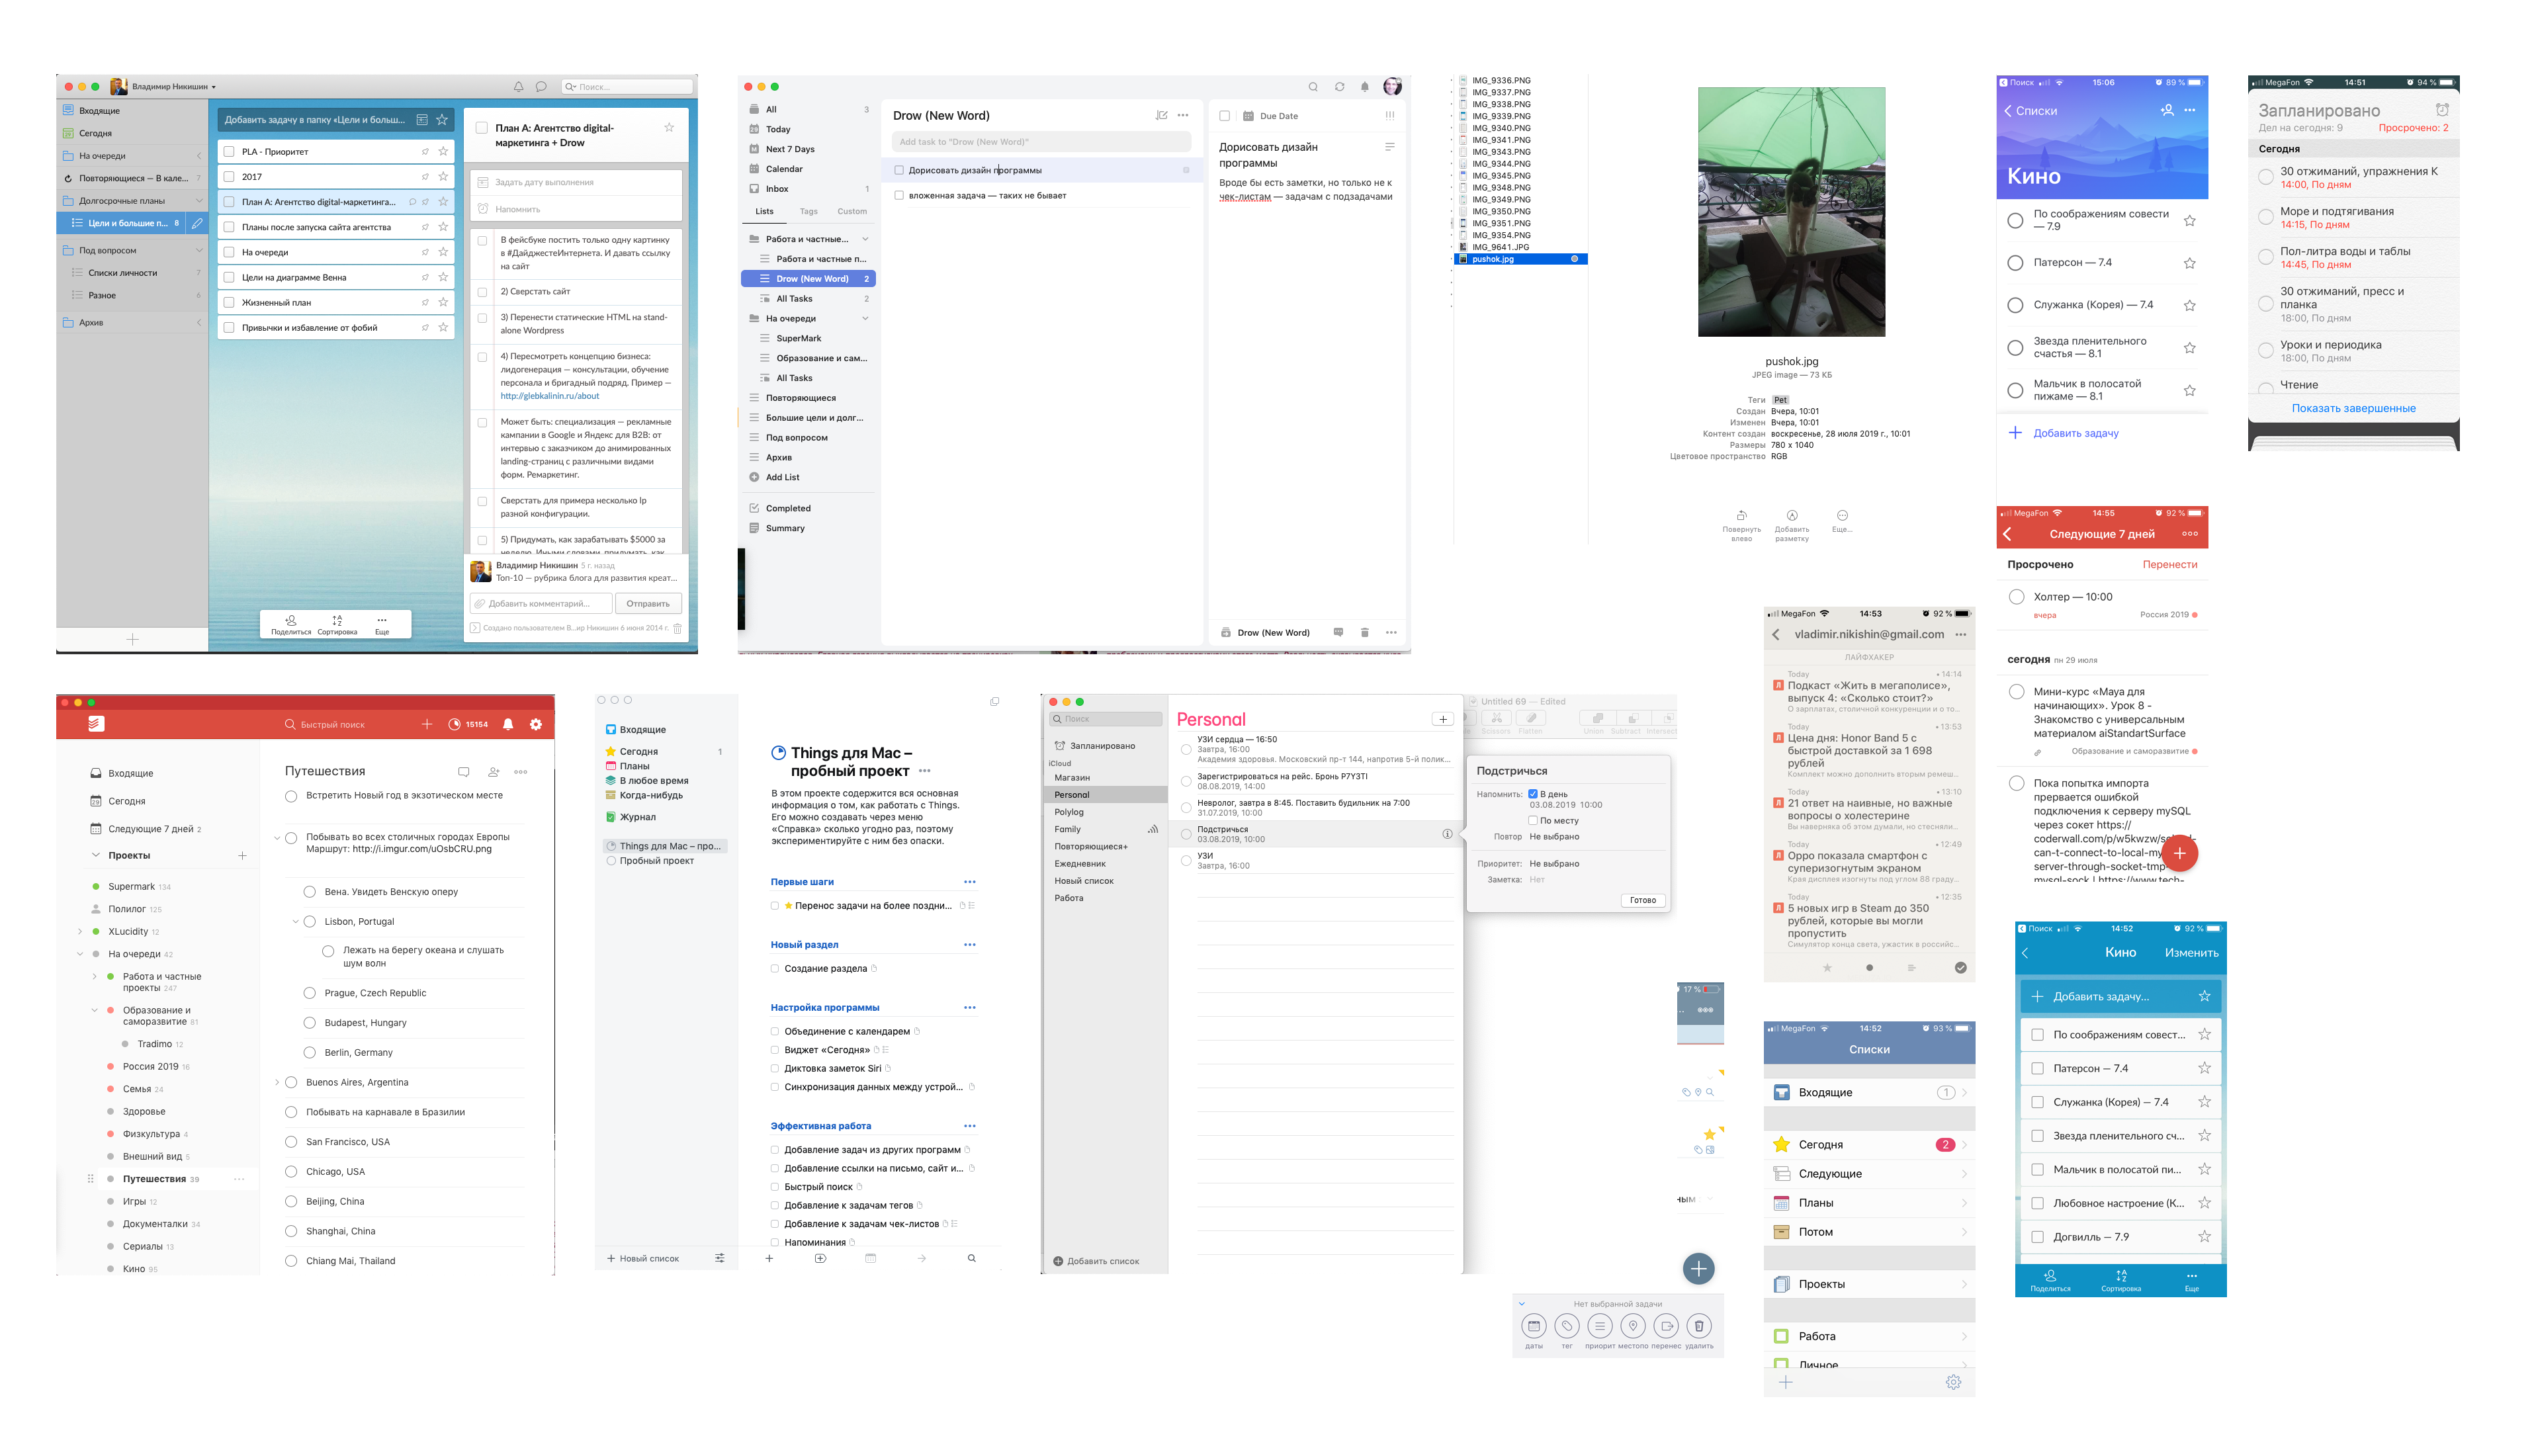 Владимир Никишин
Поиск...
Входящие
Сегодня
На очереди
Повторяющиеся — В кале... 7
Долгосрочные планы
Цели и большие п... 8
Под вопросом
Списки личности 7
Разное 6
Архив
Добавить задачу в папку «Цели и больш...
PLA - Приоритет
2017
План А: Агентство digital-маркетинга...
Планы после запуска сайта агентства
На очереди
Цели на диаграмме Венна
Жизненный план
Привычки и избавление от фобий
Поделиться Сортировка Еще
План А: Агентство digital-
маркетинга + Drow
Задать дату выполнения
Напомнить
В фейсбуке постить только одну картинку
в #ДайджестеИнтернета. И давать ссылку
на сайт
2) Сверстать сайт
3) Перенести статические HTML на stand-
alone Wordpress
4) Пересмотреть концепцию бизнеса:
лидогенерация — консультации, обучение
персонала и бригадный подряд. Пример —
http://glebkalinin.ru/about
Может быть: специализация — рекламные
кампании в Google и Яндекс для B2B: от
интервью с заказчиком до анимированных
landing-страниц с различными видами
форм. Ремаркетинг.
Сверстать для примера несколько lp
разной конфигурации.
5) Придумать, как зарабатывать $5000 за
неделю. Иными словами, придумать, как
Владимир Никишин 5 г. назад
Топ-10 — рубрика блога для развития креат...
Добавить комментарий...
Отправить
Создано пользователем В...ир Никишин 6 июня 2014 г.
All 3
Today
Next 7 Days
Calendar
Inbox 1
Lists Tags Custom
Работа и частные...
Работа и частные п...
Drow (New Word) 2
All Tasks 2
На очереди
SuperMark
Образование и сам...
All Tasks
Повторяющиеся
Большие цели и долг...
Под вопросом
Архив
Add List
Completed
Summary
Drow (New Word)
Add task to "Drow (New Word)"
Дорисовать дизайн программы
вложенная задача — таких не бывает
Due Date
Дорисовать дизайн
программы
Вроде бы есть заметки, но только не к
чек-листам — задачам с подзадачами
Drow (New Word)
IMG_9336.PNG
IMG_9337.PNG
IMG_9338.PNG
IMG_9339.PNG
IMG_9340.PNG
IMG_9341.PNG
IMG_9343.PNG
IMG_9344.PNG
IMG_9345.PNG
IMG_9348.PNG
IMG_9349.PNG
IMG_9350.PNG
IMG_9351.PNG
IMG_9354.PNG
IMG_9641.JPG
pushok.jpg
pushok.jpg
JPEG image — 73 КБ
Теги Pet
Создан Вчера, 10:01
Изменен Вчера, 10:01
Контент создан воскресенье, 28 июля 2019 г., 10:01
Размеры 780 x 1040
Цветовое пространство RGB
Повернуть
влево
Добавить
разметку
Еще...
Поиск 15:06 89 %
Списки
Кино
По соображениям совести
— 7.9
Патерсон — 7.4
Служанка (Корея) — 7.4
Звезда пленительного
счастья — 8.1
Мальчик в полосатой
пижаме — 8.1
Добавить задачу
MegaFon 14:51 94 %
Запланировано
Дел на сегодня: 9 Просрочено: 2
Сегодня
30 отжиманий, упражнения К
14:00, По дням
Море и подтягивания
14:15, По дням
Пол-литра воды и таблы
14:45, По дням
30 отжиманий, пресс и
планка
18:00, По дням
Уроки и периодика
18:00, По дням
Чтение
Показать завершенные
MegaFon 14:55 92 %
Следующие 7 дней
Просрочено Перенести
Холтер — 10:00
вчера Россия 2019
сегодня пн 29 июля
Мини-курс «Maya для
начинающих». Урок 8 -
Знакомство с универсальным
материалом aiStandartSurface
Образование и саморазвитие
Пока попытка импорта
прервается ошибкой
подключения к серверу mySQL
через сокет https://
coderwall.com/p/w5kwzw/solved-
can-t-connect-to-local-my
server-through-socket-tmp-
mysql-sock | https://www.tech-
MegaFon 14:53 92 %
vladimir.nikishin@gmail.com
ЛАЙФХАКЕР
Today 14:14
Подкаст «Жить в мегаполисе»,
выпуск 4: «Сколько стоит?»
О зарплатах, столичной конкуренции и о то...
Today 13:53
Цена дня: Honor Band 5 с
быстрой доставкой за 1 698
рублей
Комплект можно дополнить вторым ремеш...
Today 13:10
21 ответ на наивные, но важные
вопросы о холестерине
Вы наверняка об этом думали, но стесняли...
Today 12:49
Oppo показала смартфон с
суперизогнутым экраном
Края дисплея изогнуты под углом 88 граду...
Today 12:35
5 новых игр в Steam до 350
рублей, которые вы могли
пропустить
Симулятор конца света, ужастик в российс...
Быстрый поиск
15154
Входящие
Сегодня
Следующие 7 дней 2
Проекты
Supermark 134
Полилог 125
XLucidity 12
На очереди 42
Работа и частные
проекты 247
Образование и
саморазвитие 81
Tradimo 12
Россия 2019 16
Семья 24
Здоровье
Физкультура 4
Внешний вид 5
Путешествия 39
Игры 12
Документалки 34
Сериалы 13
Кино 95
Путешествия
Встретить Новый год в экзотическом месте
Побывать во всех столичных городах Европы
Маршрут: http://i.imgur.com/uOsbCRU.png
Вена. Увидеть Венскую оперу
Lisbon, Portugal
Лежать на берегу океана и слушать
шум волн
Prague, Czech Republic
Budapest, Hungary
Berlin, Germany
Buenos Aires, Argentina
Побывать на карнавале в Бразилии
San Francisco, USA
Chicago, USA
Beijing, China
Shanghai, China
Chiang Mai, Thailand
Входящие
Сегодня 1
Планы
В любое время
Когда-нибудь
Журнал
Things для Mac – про...
Пробный проект
Новый список
Things для Mac –
пробный проект
В этом проекте содержится вся основная
информация о том, как работать с Things.
Его можно создавать через меню
«Справка» сколько угодно раз, поэтому
экспериментируйте с ним без опаски.
Первые шаги
Перенос задачи на более поздни...
Новый раздел
Создание раздела
Настройка программы
Объединение с календарем
Виджет «Сегодня»
Диктовка заметок Siri
Синхронизация данных между устрой...
Эффективная работа
Добавление задач из других программ
Добавление ссылки на письмо, сайт и...
Быстрый поиск
Добавление к задачам тегов
Добавление к задачам чек-листов
Напоминания
Поиск
Запланировано
iCloud
Магазин
Personal
Polylog
Family
Повторяющиеся+
Ежедневник
Новый список
Работа
Добавить список
Personal
УЗИ сердца — 16:50
Завтра, 16:00
Академия здоровья. Московский пр-т 144, напротив 5-й полик...
Зарегистрироваться на рейс. Бронь P7Y3TI
08.08.2019, 14:00
Невролог, завтра в 8:45. Поставить будильник на 7:00
31.07.2019, 10:00
Подстричься
03.08.2019, 10:00
УЗИ
Завтра, 16:00
Untitled 69 — Edited
Scissors Flatten Union Subtract Intersect
Подстричься
Напомнить: В день
03.08.2019 10:00
По месту
Повтор Не выбрано
Приоритет: Не выбрано
Заметка: Нет
Готово
17 %
ным
Нет выбранной задачи
даты тег приорит местопо перенес удалить
MegaFon 14:52 93 %
Списки
Входящие 1
Сегодня 2
Следующие
Планы
Потом
Проекты
Работа
Личное
Поиск 14:52 92 %
Кино Изменить
Добавить задачу...
По соображениям совест...
Патерсон — 7.4
Служанка (Корея) — 7.4
Звезда пленительного сч...
Мальчик в полосатой пи...
Любовное настроение (К...
Догвилль — 7.9
Поделиться Сортировка Еще